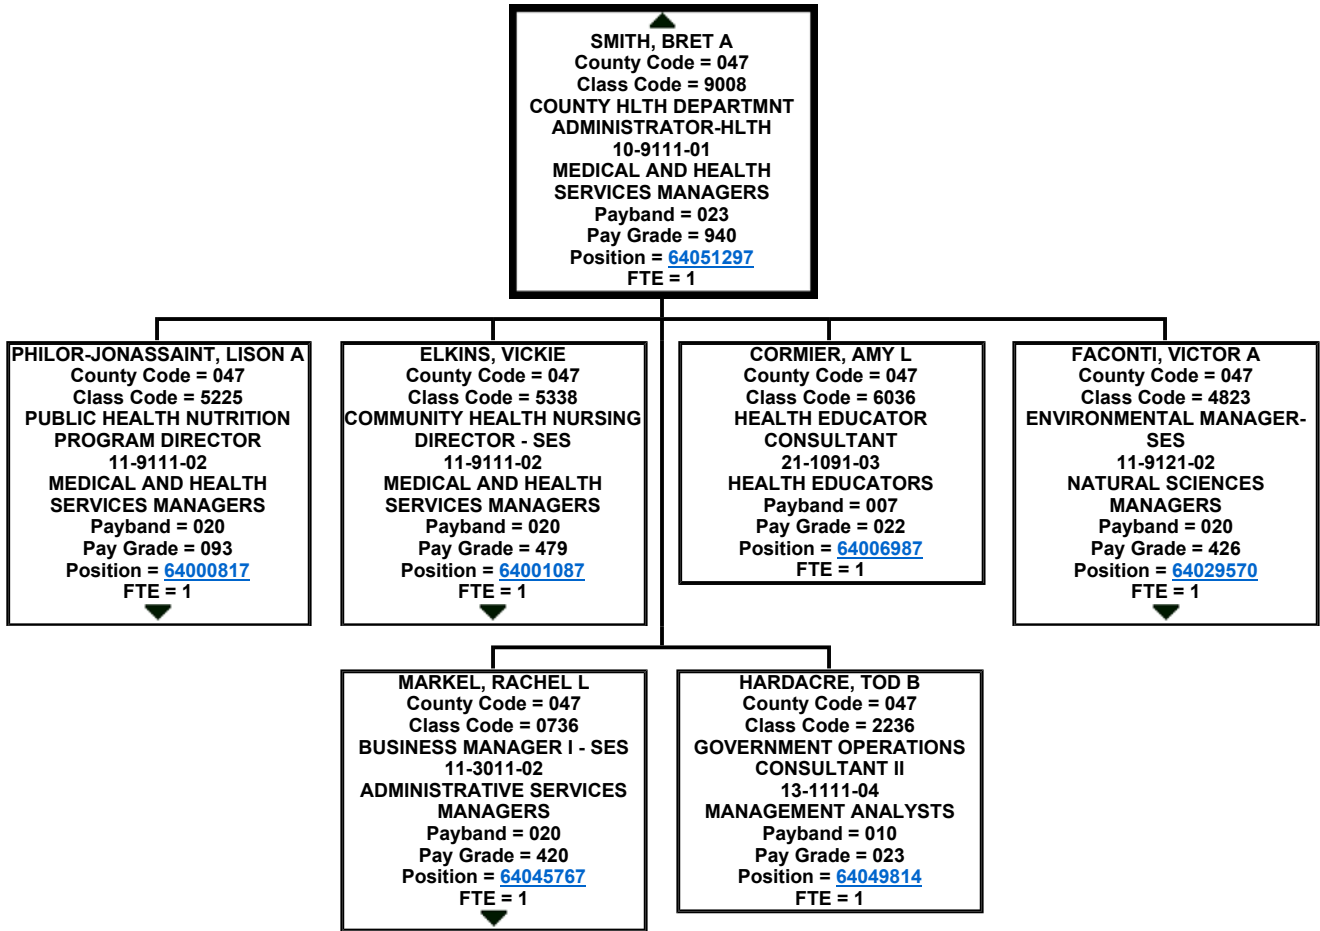 SMITH, BRET A
County Code = 047
Class Code = 9008
COUNTY HLTH DEPARTMNT
ADMINISTRATOR-HLTH
10-9111-01
MEDICAL AND HEALTH
SERVICES MANAGERS
Payband = 023
Pay Grade = 940
Position = 64051297
FTE = 1
PHILOR-JONASSAINT, LISON A
County Code = 047
Class Code = 5225
PUBLIC HEALTH NUTRITION
PROGRAM DIRECTOR
11-9111-02
MEDICAL AND HEALTH
SERVICES MANAGERS
Payband = 020
Pay Grade = 093
Position = 64000817
FTE = 1
ELKINS, VICKIE
County Code = 047
Class Code = 5338
COMMUNITY HEALTH NURSING
DIRECTOR - SES
11-9111-02
MEDICAL AND HEALTH
SERVICES MANAGERS
Payband = 020
Pay Grade = 479
Position = 64001087
FTE = 1
CORMIER, AMY L
County Code = 047
Class Code = 6036
HEALTH EDUCATOR
CONSULTANT
21-1091-03
HEALTH EDUCATORS
Payband = 007
Pay Grade = 022
Position = 64006987
FTE = 1
FACONTI, VICTOR A
County Code = 047
Class Code = 4823
ENVIRONMENTAL MANAGER-
SES
11-9121-02
NATURAL SCIENCES
MANAGERS
Payband = 020
Pay Grade = 426
Position = 64029570
FTE = 1
MARKEL, RACHEL L
County Code = 047
Class Code = 0736
BUSINESS MANAGER I - SES
11-3011-02
ADMINISTRATIVE SERVICES
MANAGERS
Payband = 020
Pay Grade = 420
Position = 64045767
FTE = 1
HARDACRE, TOD B
County Code = 047
Class Code = 2236
GOVERNMENT OPERATIONS
CONSULTANT II
13-1111-04
MANAGEMENT ANALYSTS
Payband = 010
Pay Grade = 023
Position = 64049814
FTE = 1